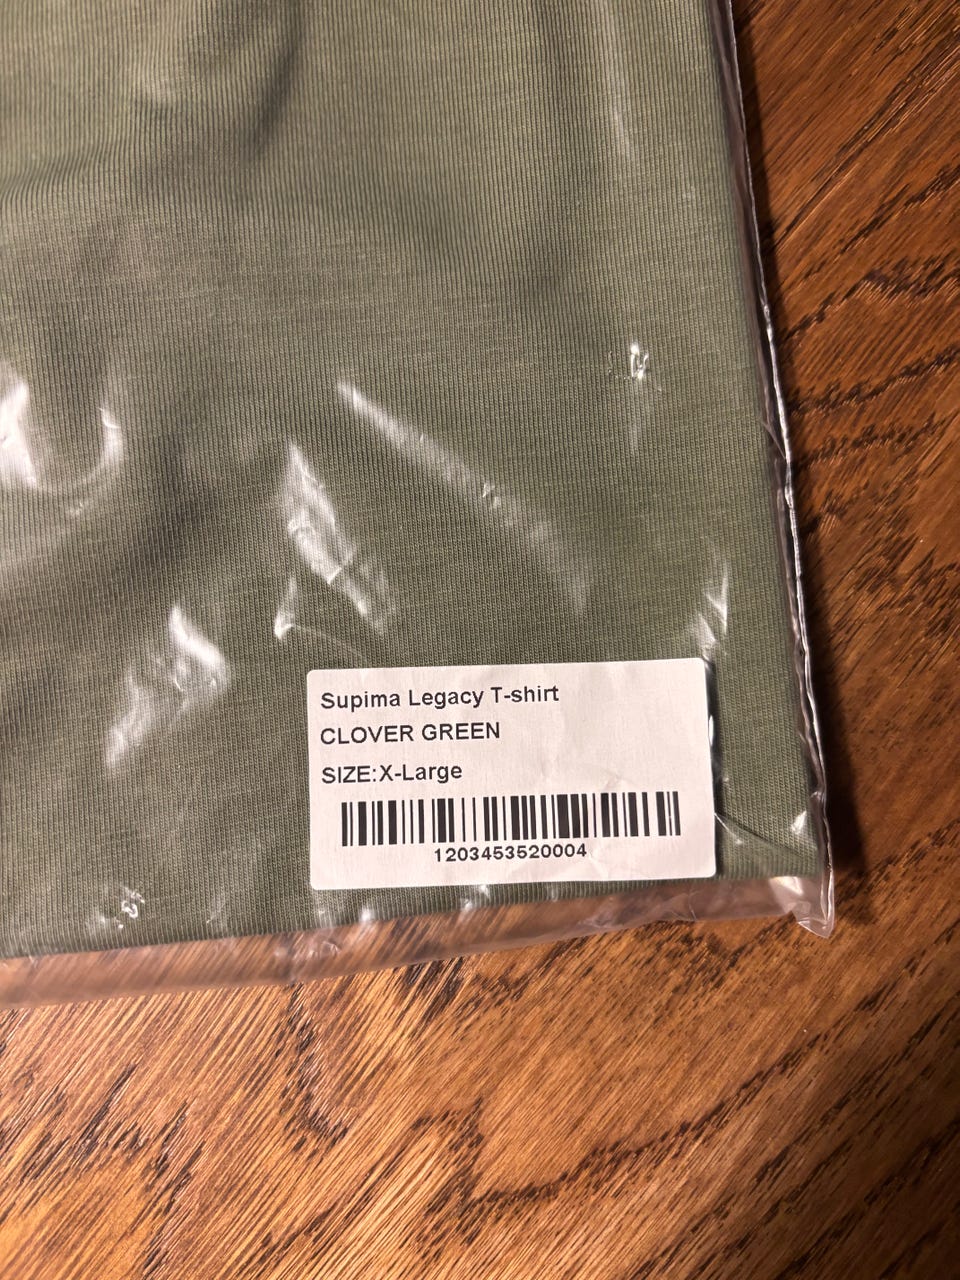 Supima Legacy T-shirt
CLOVER GREEN
SIZE:X-Large
1203453520004